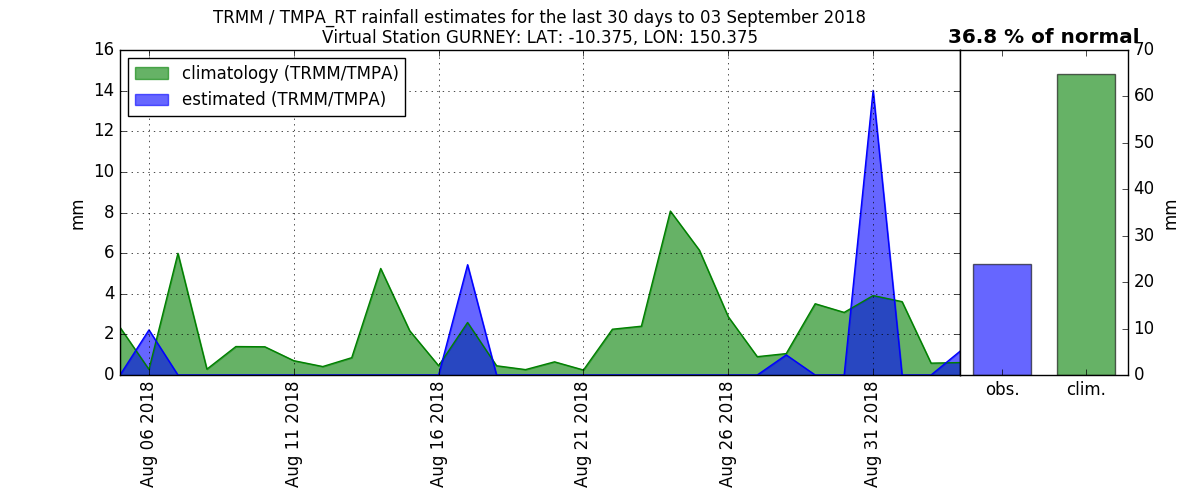 TRMM / TMPA_RT rainfall estimates for the last 30 days to 03 September 2018
Virtual Station GURNEY: LAT: -10.375, LON: 150.375
36.8 % of normal
climatology (TRMM/TMPA)
estimated (TRMM/TMPA)
16
14
12
10
8
6
4
2
0
mm
Aug 06 2018
Aug 11 2018
Aug 16 2018
Aug 21 2018
Aug 26 2018
Aug 31 2018
70
60
50
40
30
20
10
0
mm
obs.
clim.